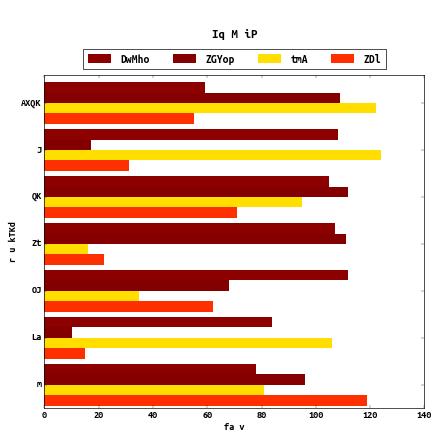 Iq M iP
DwMho ZGYop tmA ZDl
AXQK
J
QK
Zt
OJ
La
m
r u kTKd
0 20 40 60 80 100 120 140
fa v